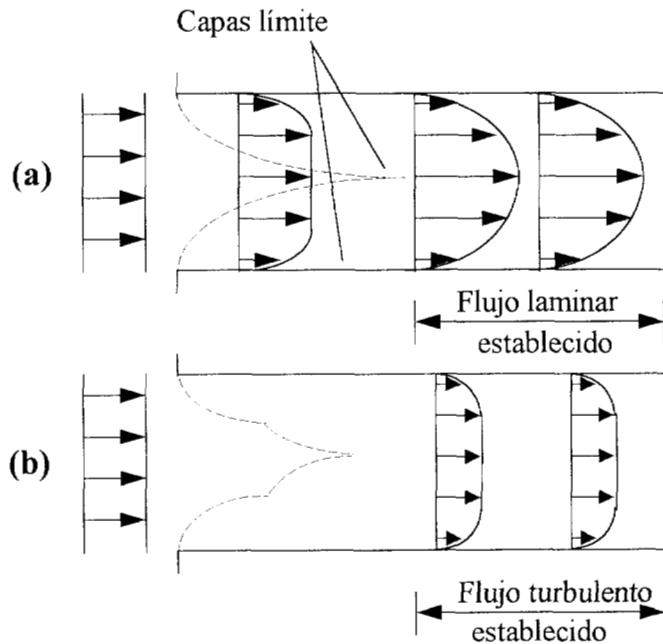 Capas límite
(a)
Flujo laminar
establecido
(b)
Flujo turbulento
establecido